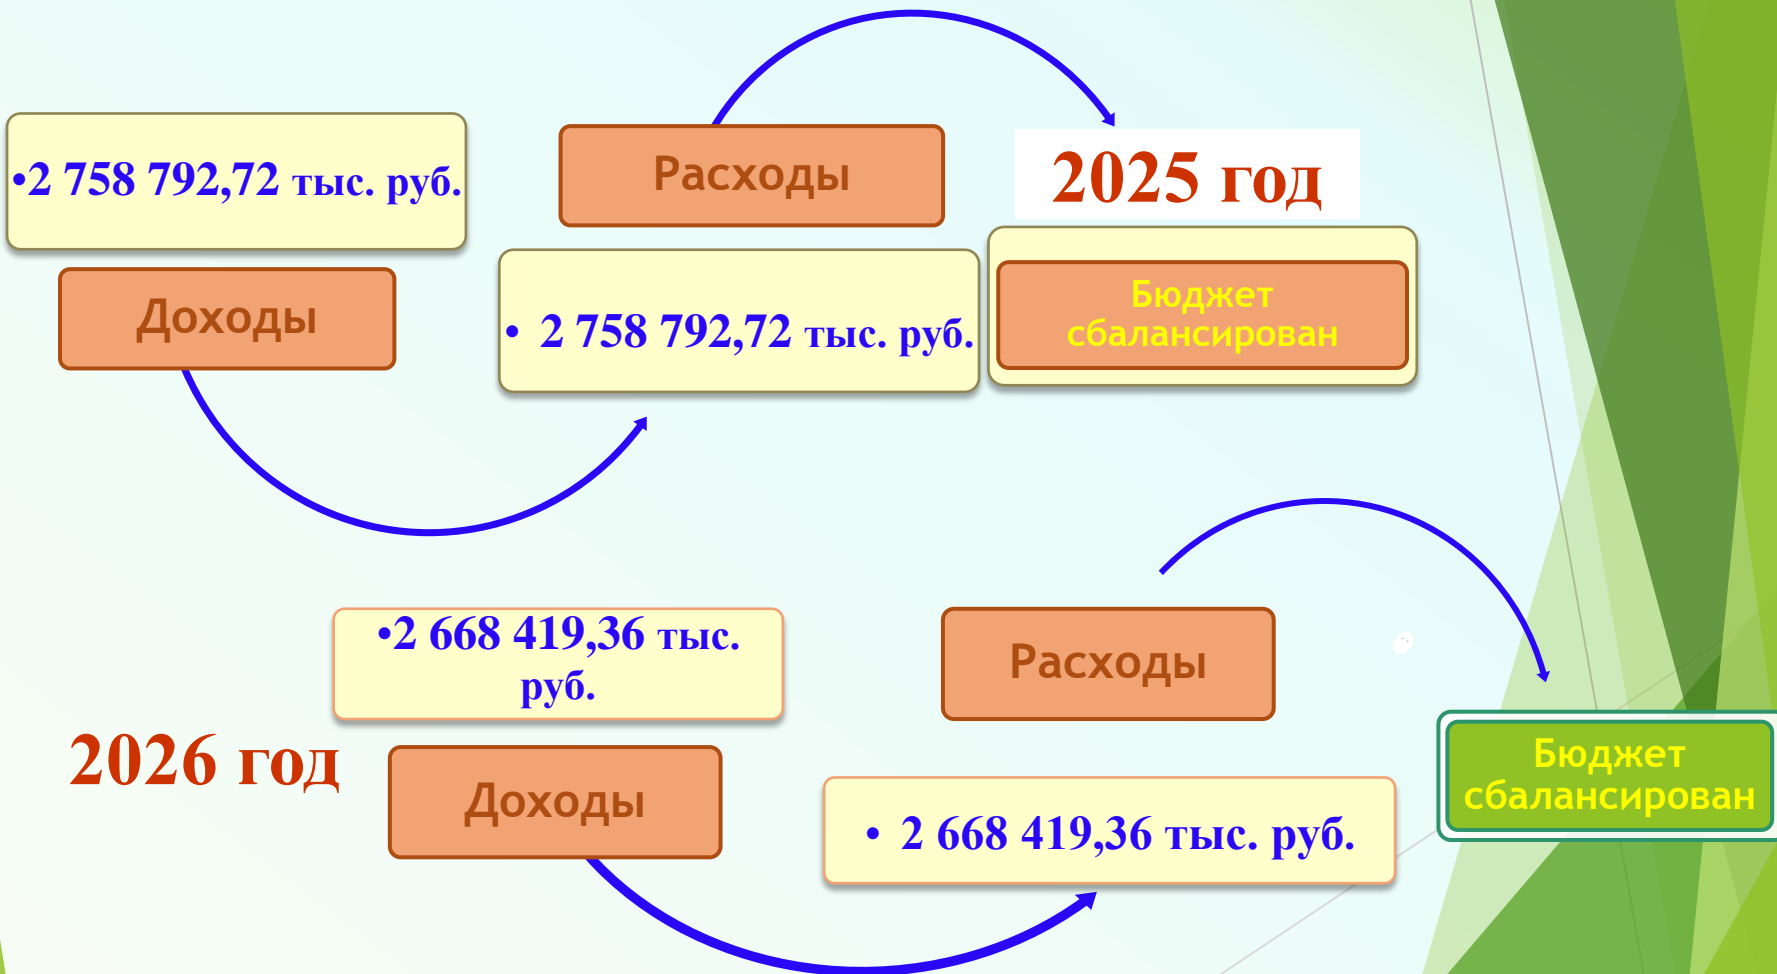 •2 758 792,72 тыс. руб.
Доходы
Расходы
• 2 758 792,72 тыс. руб.
2025 год
Бюджет
сбалансирован
2026 год
•2 668 419,36 тыс.
руб.
Доходы
Расходы
• 2 668 419,36 тыс. руб.
Бюджет
сбалансирован